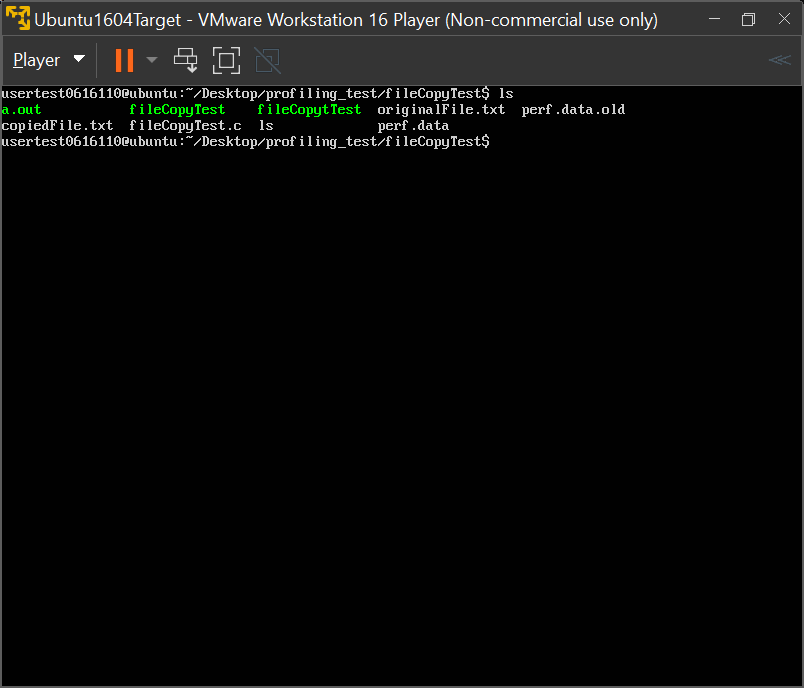 Ubuntu1604Target - VMware Workstation 16 Player (Non-commercial use only)
Player
usertest0616110@ubuntu:~/Desktop/profiling_test/fileCopyTest$ ls
a.out fileCopyTest fileCopytTest originalFile.txt perf.data.old
copiedFile.txt fileCopyTest.c ls perf.data
usertest0616110@ubuntu:~/Desktop/profiling_test/fileCopyTest$